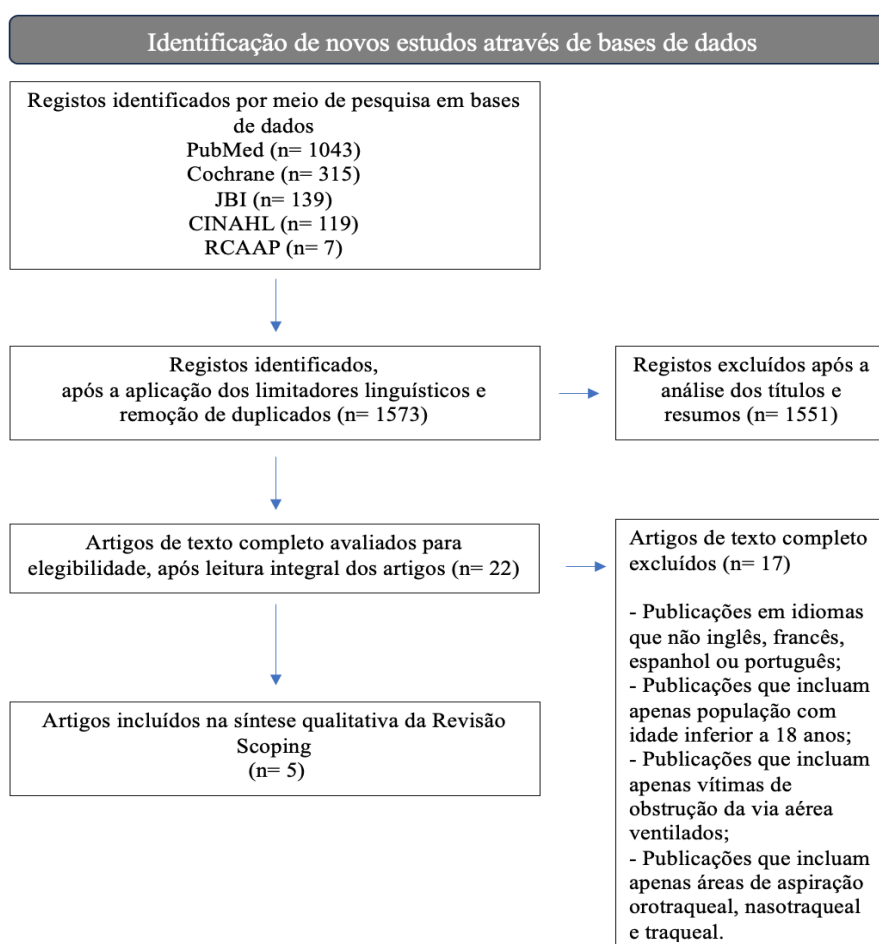 Identificação de novos estudos através de bases de dados
Registos identificados por meio de pesquisa em bases
de dados
PubMed (n= 1043)
Cochrane (n= 315)
JBI (n= 139)
CINAHL (n= 119)
RCAAP (n= 7)
Registos identificados,
após a aplicação dos limitadores linguísticos e
remoção de duplicados (n= 1573)
Registos excluídos após a
análise dos títulos e
resumos (n= 1551)
Artigos de texto completo avaliados para
elegibilidade, após leitura integral dos artigos (n= 22)
Artigos de texto completo
excluídos (n= 17)
- Publicações em idiomas
que não inglês, francês,
espanhol ou português;
- Publicações que incluam
apenas população com
idade inferior a 18 anos;
- Publicações que incluam
apenas vítimas de
obstrução da via aérea
ventilados;
- Publicações que incluam
apenas áreas de aspiração
orotraqueal, nasotraqueal
e traqueal.
Artigos incluídos na síntese qualitativa da Revisão
Scoping
(n= 5)